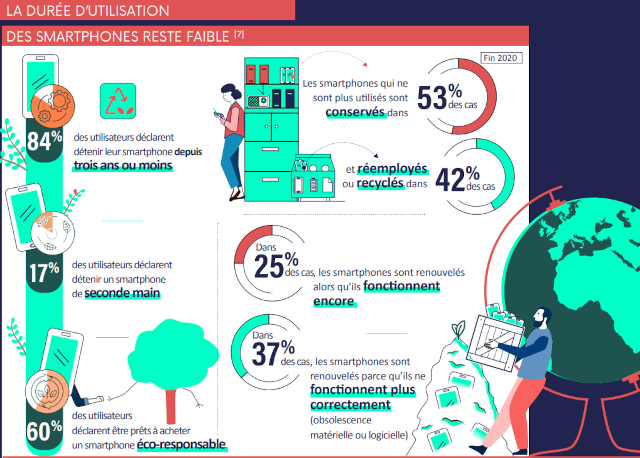 LA DURÉE D'UTILISATION
DES SMARTPHONES RESTE FAIBLE [7]
Fin 2020
84%
des utilisateurs déclarent
détenir leur smartphone depuis
trois ans ou moins
17%
des utilisateurs déclarent
détenir un smartphone
de seconde main
60%
des utilisateurs
déclarent être prêts à acheter
un smartphone éco-responsable
Les smartphones qui ne
sont plus utilisés sont
conservés dans
53% des cas
et réemployés
ou recyclés dans
42% des cas
Dans
25%
des cas, les smartphones sont renouvelés
alors qu'ils fonctionnent
encore
Dans
37%
des cas, les smartphones sont
renouvelés parce qu'ils ne
fonctionnent plus
correctement
(obsolescence
matérielle ou logicielle)